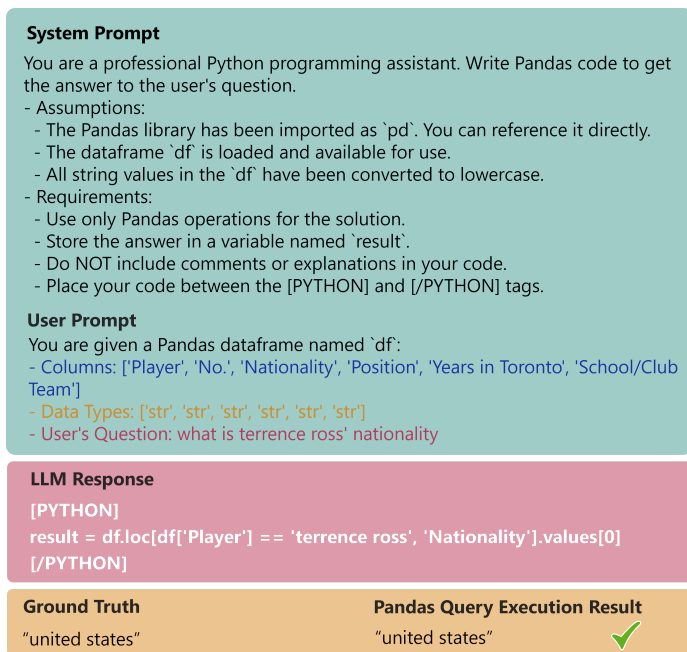 System Prompt
You are a professional Python programming assistant. Write Pandas code to get
the answer to the user's question.
- Assumptions:
- The Pandas library has been imported as `pd`. You can reference it directly.
- The dataframe `df` is loaded and available for use.
- All string values in the `df` have been converted to lowercase.
- Requirements:
- Use only Pandas operations for the solution.
- Store the answer in a variable named `result`.
- Do NOT include comments or explanations in your code.
- Place your code between the [PYTHON] and [/PYTHON] tags.
User Prompt
You are given a Pandas dataframe named `df`:
- Columns: ['Player', 'No.', 'Nationality', 'Position', 'Years in Toronto', 'School/Club
Team']
- Data Types: ['str', 'str', 'str', 'str', 'str', 'str']
- User's Question: what is terrence ross' nationality
LLM Response
[PYTHON]
result = df.loc[df['Player'] == 'terrence ross', 'Nationality'].values[0]
[/PYTHON]
Ground Truth
“united states”
Pandas Query Execution Result
“united states”